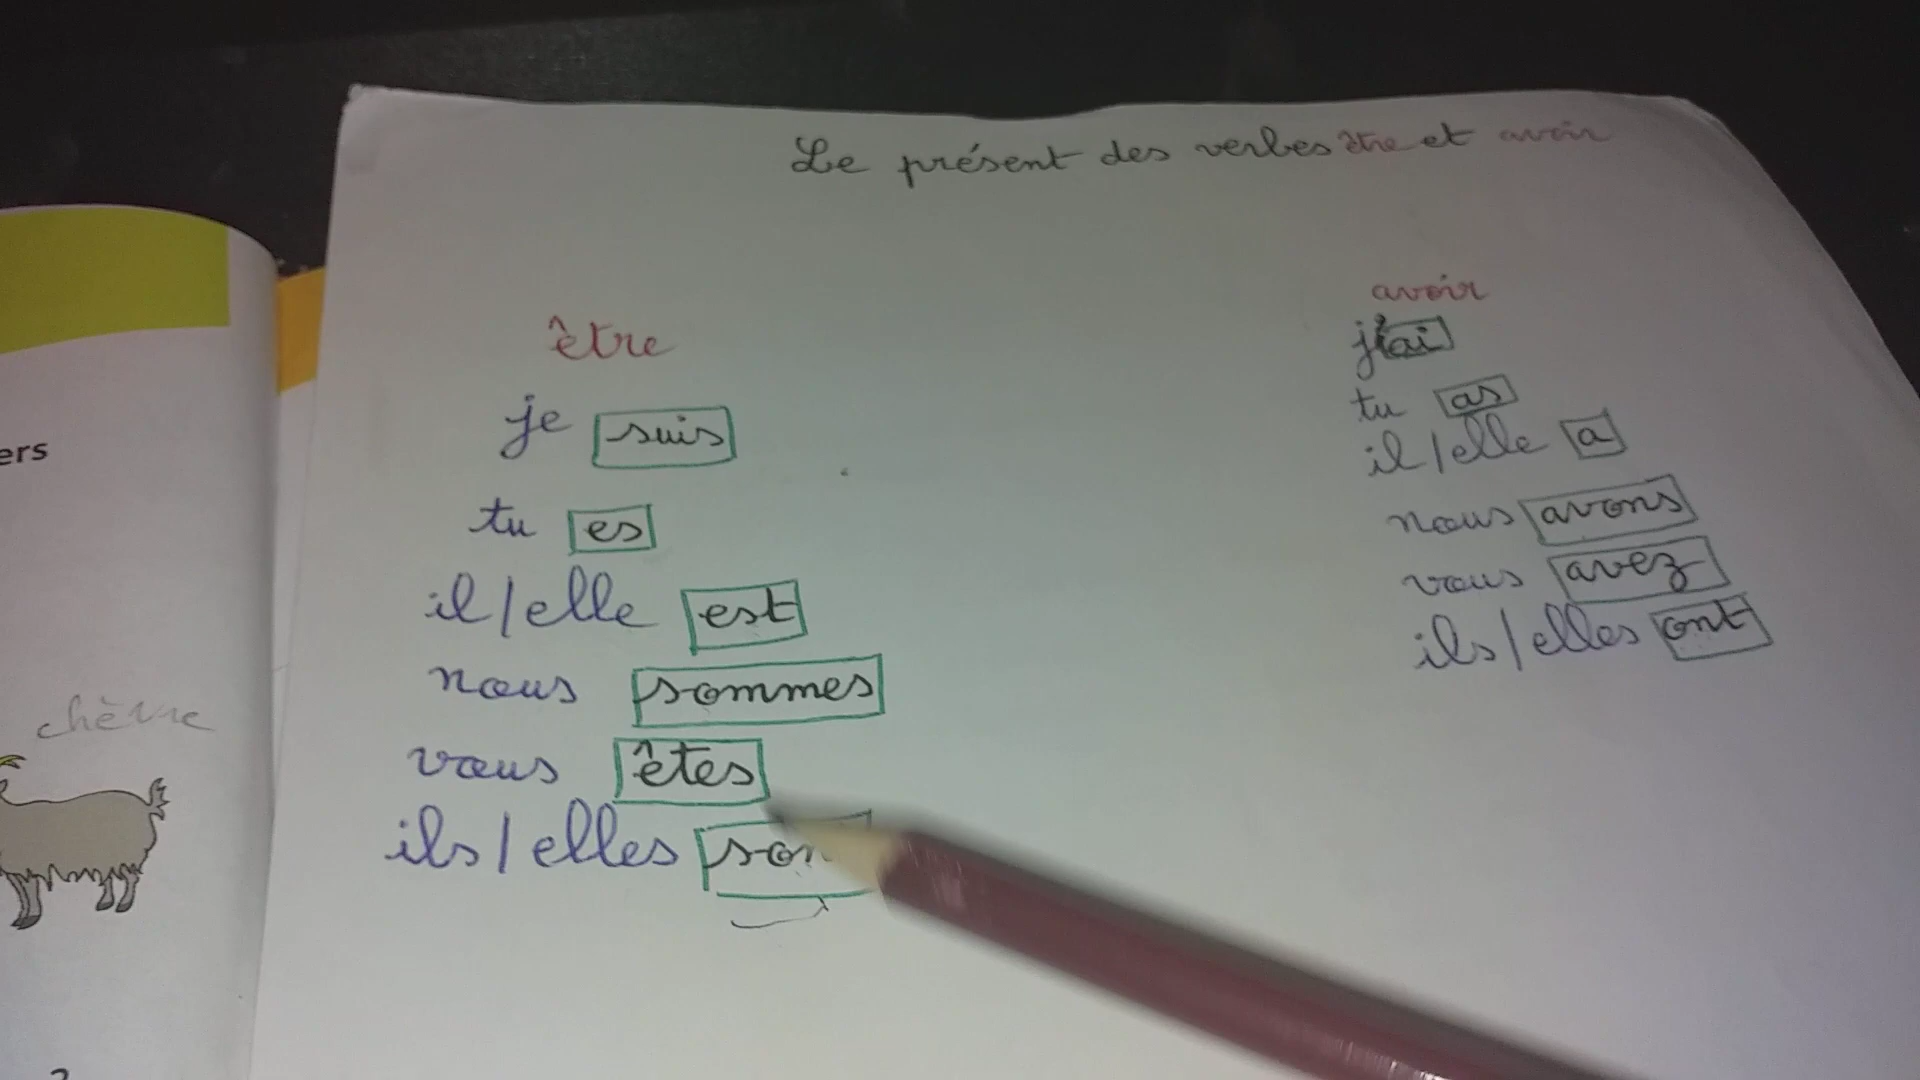 Le présent des verbes être et avoir
être
je suis
tu es
il/elle est
nous sommes
vous êtes
ils/elles
avoir
j'ai
tu as
il/elle a
nous avons
vous avez
ils/elles ont
chèvre